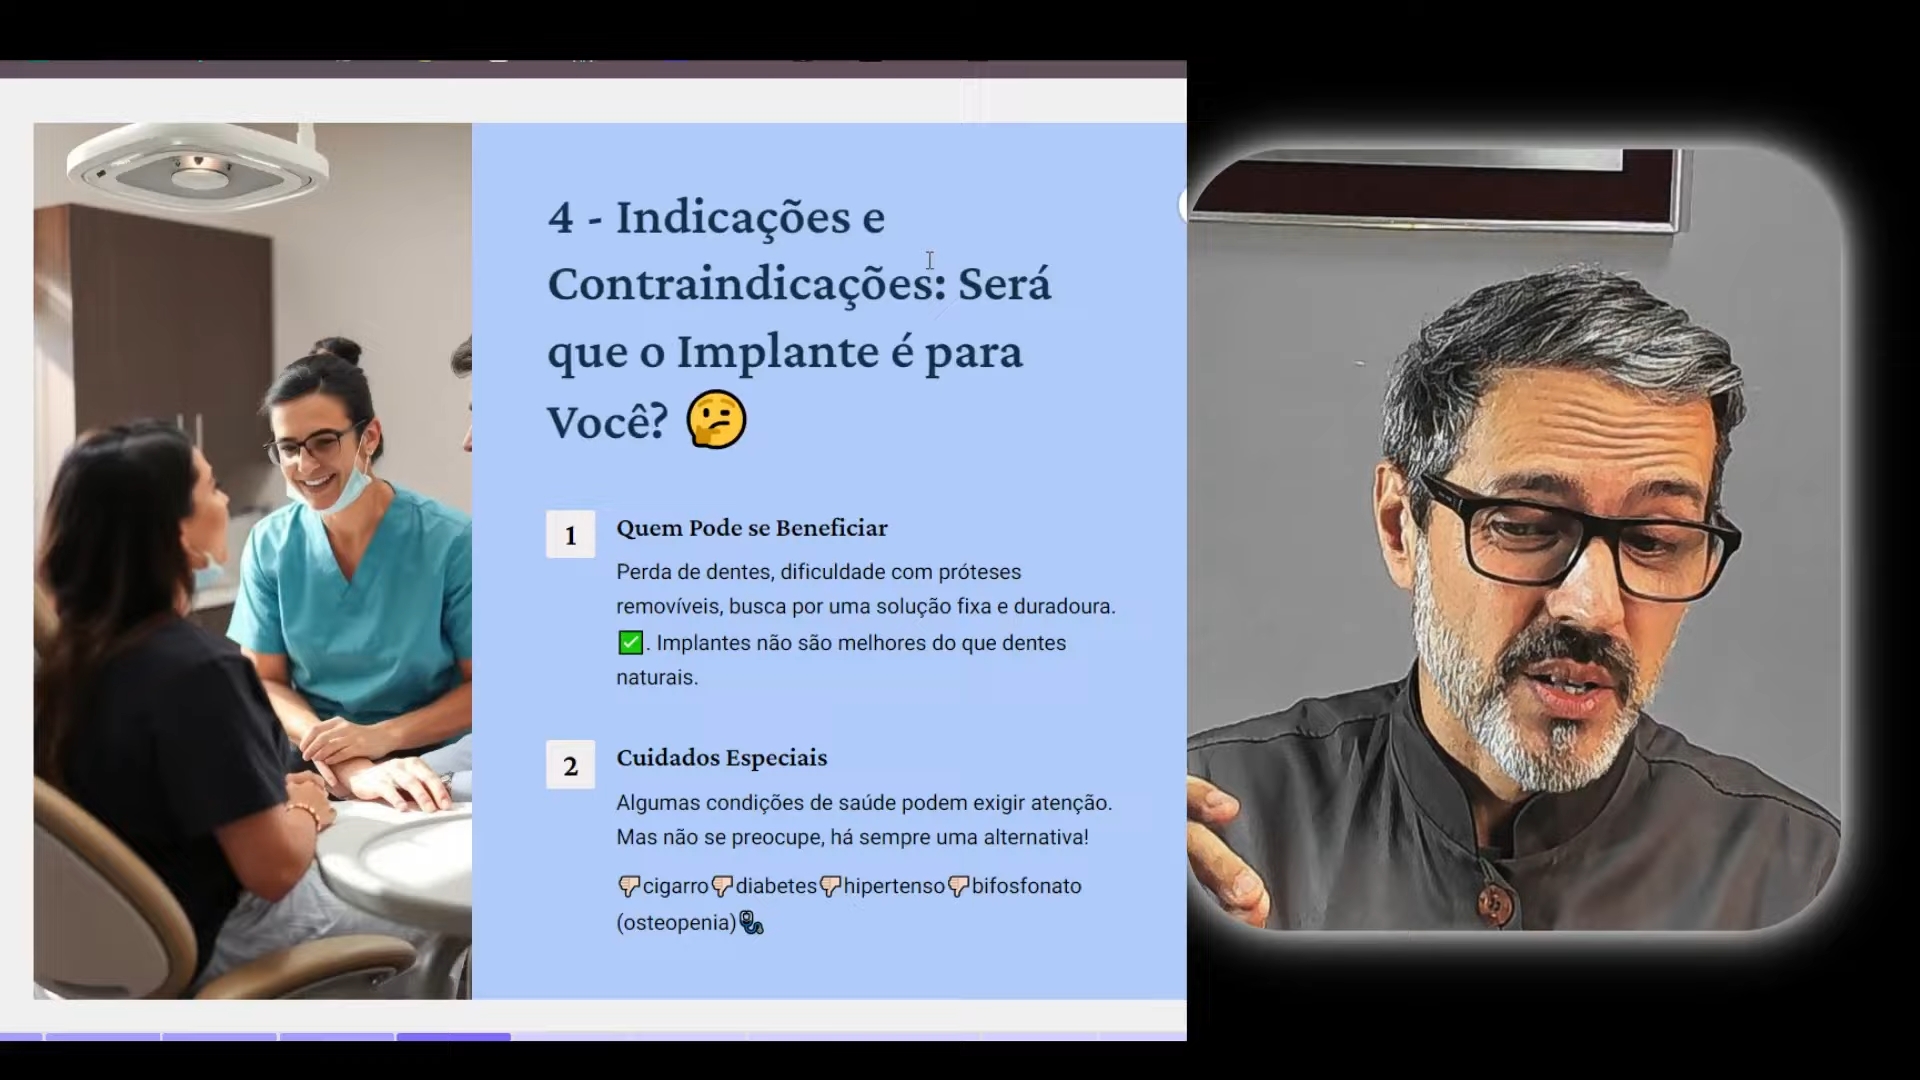 4 - Indicações e
Contraindicações: Será
que o Implante é para
Você? 🤔
1
Quem Pode se Beneficiar
Perda de dentes, dificuldade com próteses
removíveis, busca por uma solução fixa e duradoura.
✅. Implantes não são melhores do que dentes
naturais.
2
Cuidados Especiais
Algumas condições de saúde podem exigir atenção.
Mas não se preocupe, há sempre uma alternativa!
👎🏻cigarro👎🏻diabetes👎🏻hipertenso👎🏻bifosfonato
(osteopenia)🩺